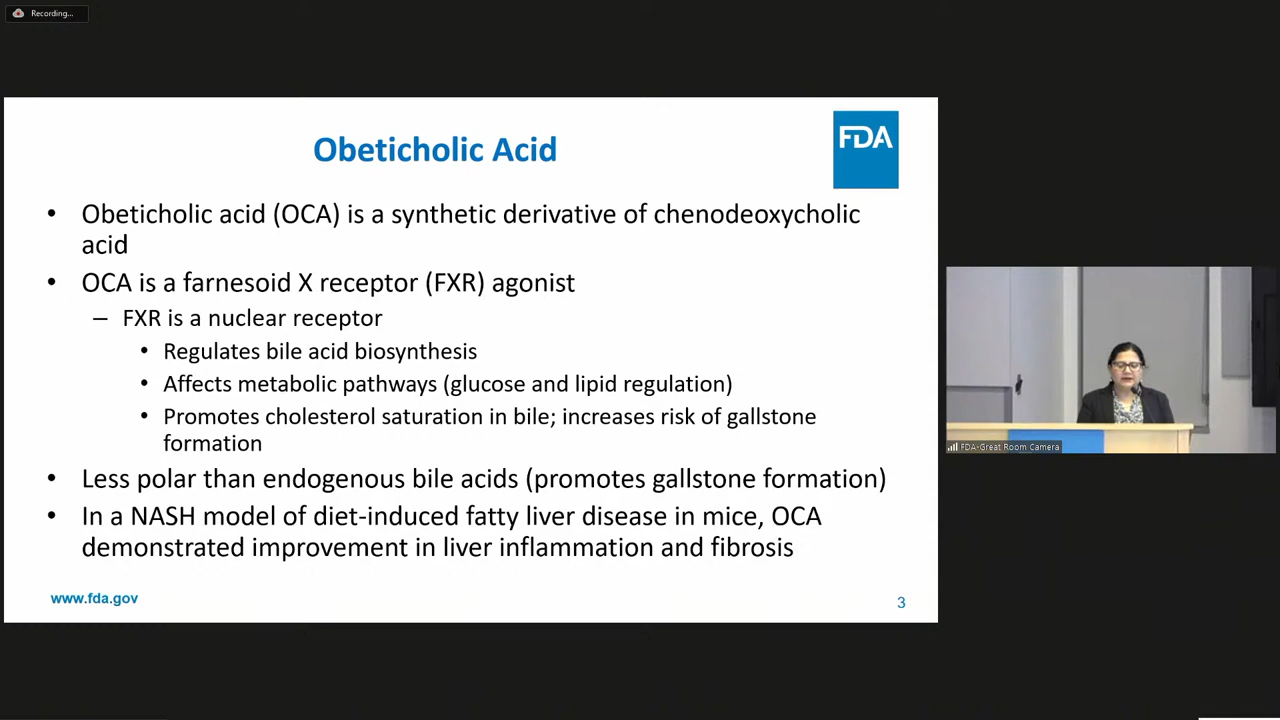 Recording...
Obeticholic Acid
FDA
• Obeticholic acid (OCA) is a synthetic derivative of chenodeoxycholic
acid
• OCA is a farnesoid X receptor (FXR) agonist
– FXR is a nuclear receptor
• Regulates bile acid biosynthesis
• Affects metabolic pathways (glucose and lipid regulation)
• Promotes cholesterol saturation in bile; increases risk of gallstone
formation
• Less polar than endogenous bile acids (promotes gallstone formation)
• In a NASH model of diet-induced fatty liver disease in mice, OCA
demonstrated improvement in liver inflammation and fibrosis
www.fda.gov
3
FDA-Great Room Camera